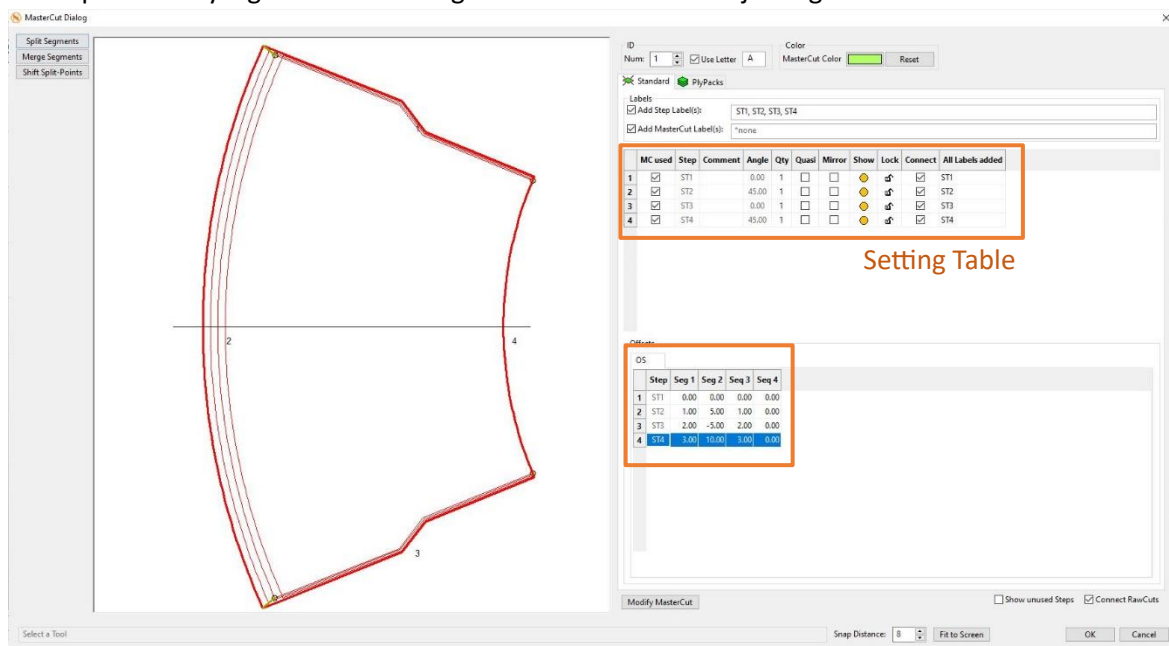 MasterCut Dialog
Split Segments
Merge Segments
Shift Split-Points
2
4
3
ID
Num: 1 Use Letter A
Color
MasterCut Color Reset
Standard PlyPacks
Labels
Add Step Label(s): ST1, ST2, ST3, ST4
Add MasterCut Label(s): *none
MC used Step Comment Angle Qty Quasi Mirror Show Lock Connect All Labels added
1 ST1 0.00 1 ST1
2 ST2 45.00 1 ST2
3 ST3 0.00 1 ST3
4 ST4 45.00 1 ST4
Setting Table
Offsets
OS
Step Seg 1 Seg 2 Seg 3 Seg 4
1 ST1 0.00 0.00 0.00 0.00
2 ST2 1.00 5.00 1.00 0.00
3 ST3 2.00 -5.00 2.00 0.00
4 ST4 3.00 10.00 3.00 0.00
Modify MasterCut
Show unused Steps Connect RawCuts
Select a Tool
Snap Distance: 8 Fit to Screen OK Cancel